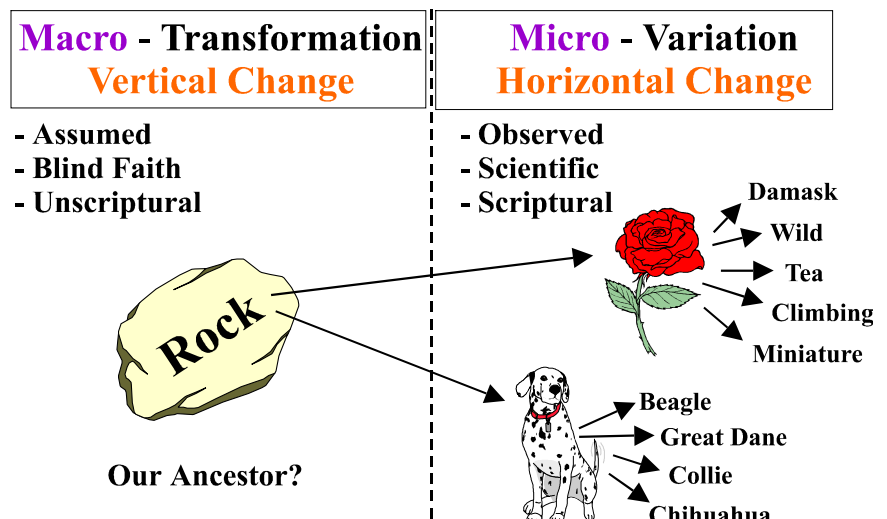 Macro - Transformation
Vertical Change
- Assumed
- Blind Faith
- Unscriptural
Rock
Our Ancestor?
Micro - Variation
Horizontal Change
- Observed
- Scientific
- Scriptural
Damask
Wild
Tea
Climbing
Miniature
Beagle
Great Dane
Collie
Chihuahua